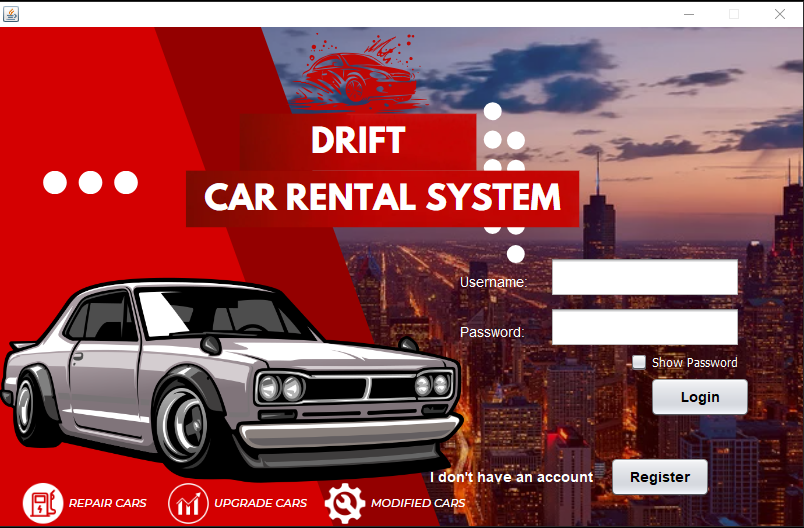 DRIFT
CAR RENTAL SYSTEM
Username:
Password:
Show Password
Login
I don't have an account
Register
REPAIR CARS
UPGRADE CARS
MODIFIED CARS